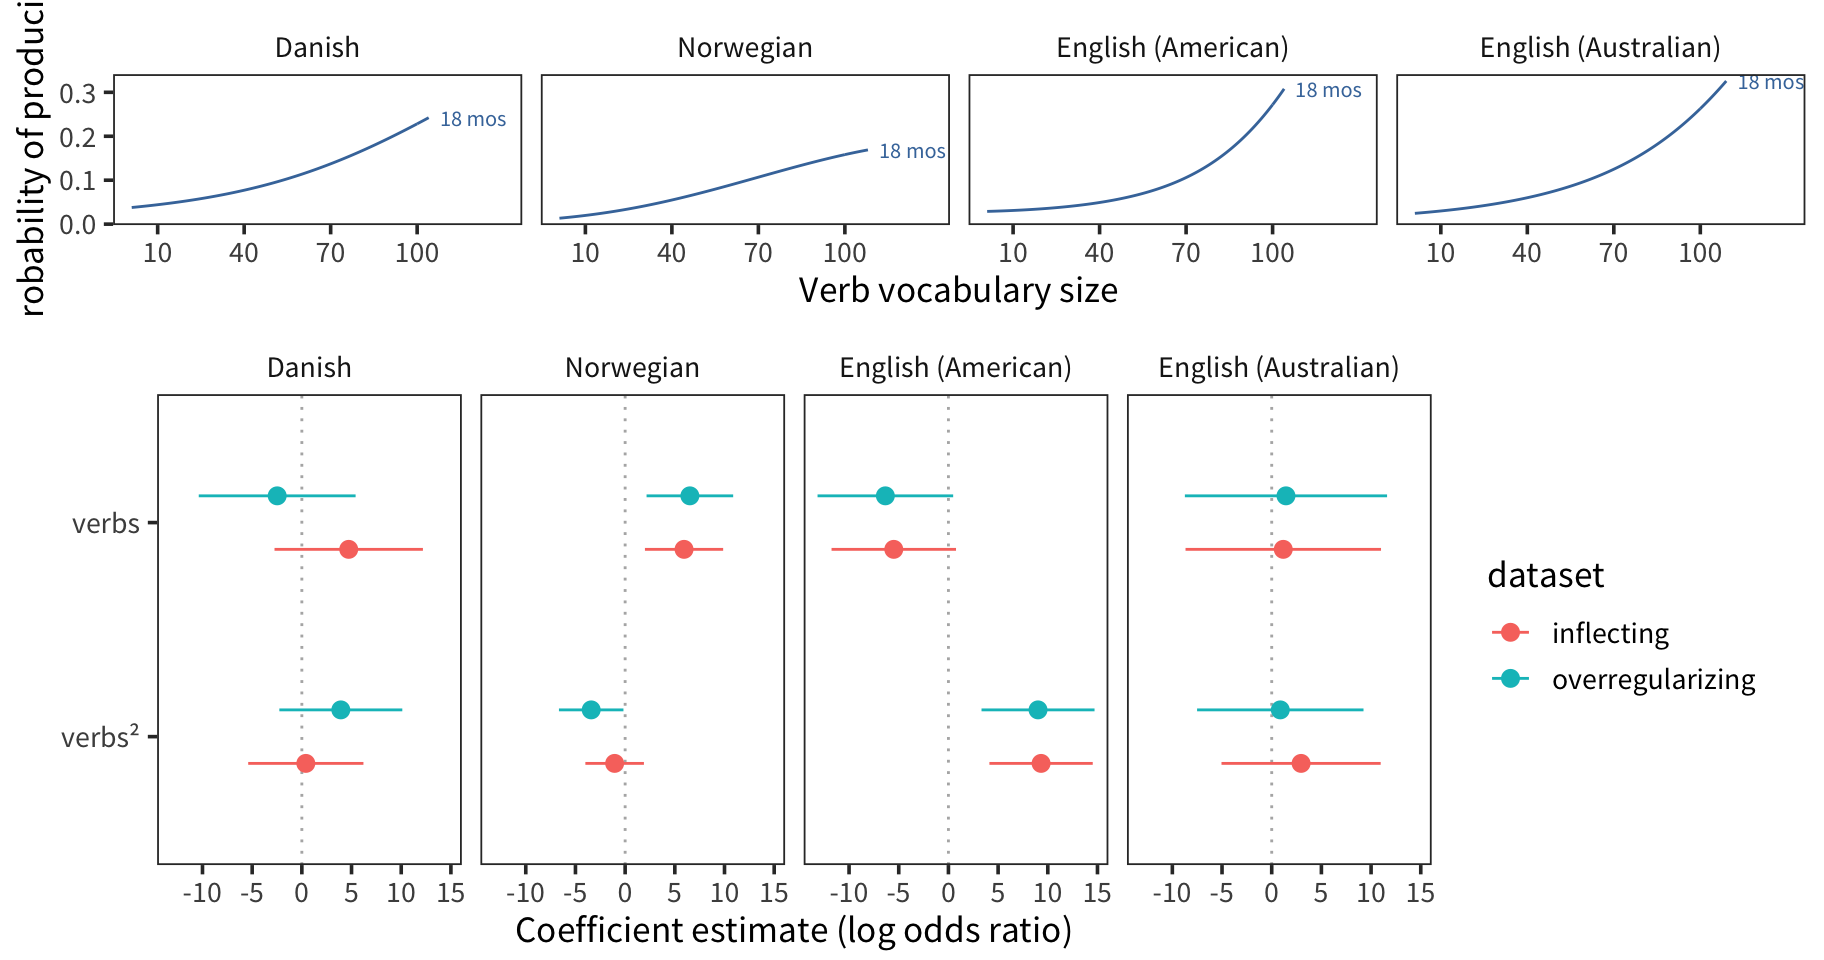 robability of produci
Danish Norwegian English (American) English (Australian)
0.3
0.2
0.1
0.0
18 mos 18 mos 18 mos 18 mos
10 40 70 100 10 40 70 100 10 40 70 100 10 40 70 100
Verb vocabulary size
Danish Norwegian English (American) English (Australian)
verbs
verbs²
-10 -5 0 5 10 15 -10 -5 0 5 10 15 -10 -5 0 5 10 15 -10 -5 0 5 10 15
Coefficient estimate (log odds ratio)
dataset
inflecting
overregularizing